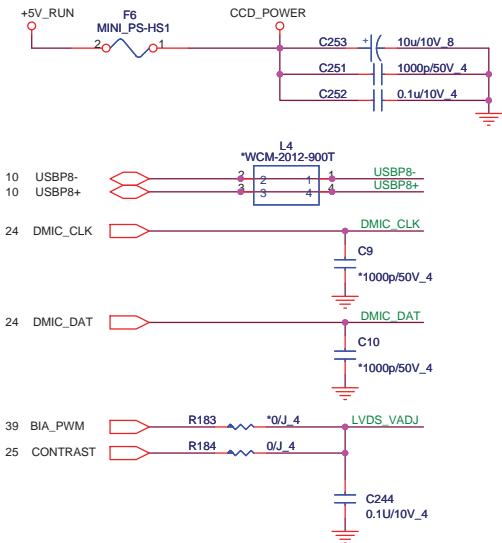 +5V_RUN
F6
MINI_PS-HS1
CCD_POWER
2 1
C253 + 10u/10V_8
C251 1000p/50V_4
C252 0.1u/10V_4
L4
*WCM-2012-900T
10 USBP8- 2 2 1 1 USBP8-
10 USBP8+ 3 3 4 4 USBP8+
24 DMIC_CLK DMIC_CLK
C9
*1000p/50V_4
24 DMIC_DAT DMIC_DAT
C10
*1000p/50V_4
39 BIA_PWM R183 *0/J_4 LVDS_VADJ
25 CONTRAST R184 0/J_4
C244
0.1U/10V_4